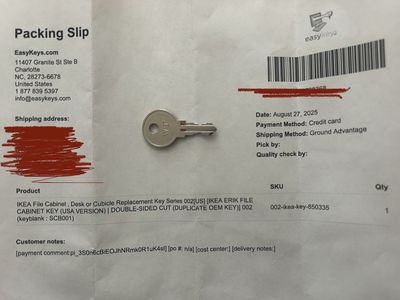 Packing Slip
easykeys
EasyKeys.com
11407 Granite St Ste B
Charlotte
NC, 28273-6678
United States
1 877 839 5397
info@easykeys.com
Shipping address:
Date: August 27, 2025
Payment Method: Credit card
Shipping Method: Ground Advantage
Pick by:
Quality check by:
Product
SKU
Qty
IKEA File Cabinet , Desk or Cubicle Replacement Key Series 002[US] [IKEA ERIK FILE
CABINET KEY (USA VERSION) | DOUBLE-SIDED CUT (DUPLICATE OEM KEY)] 002
(keyblank : SCB001)
002-ikea-key-650335
1
Customer notes:
[payment comment:pi_3S0n6cBiEOJhNRmk0R1uK4sl] [po #: n/a] [cost center:] [delivery notes:]